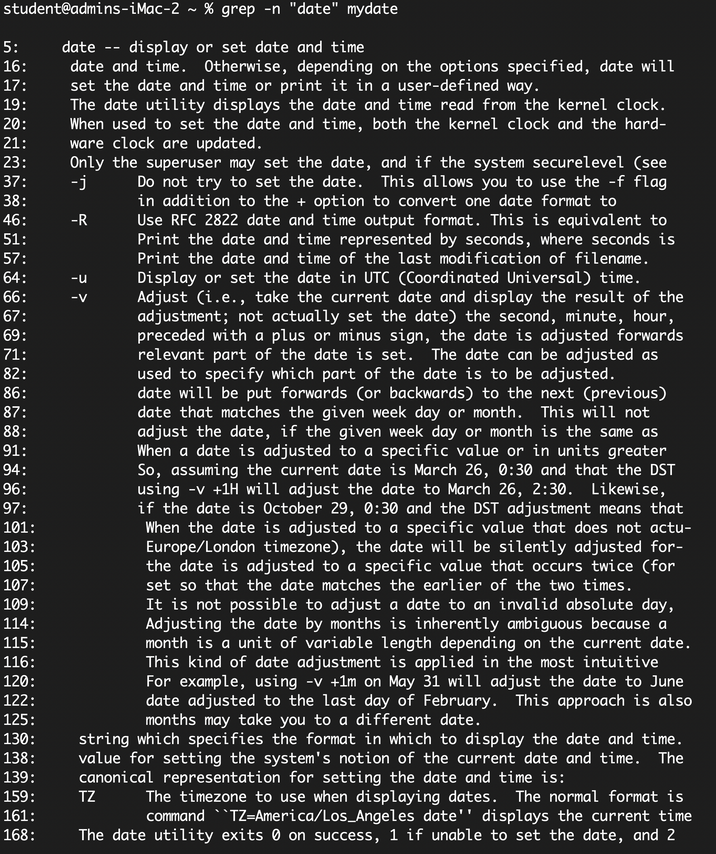 student@admins-iMac-2 ~ % grep -n "date" mydate
5:     date -- display or set date and time
16:     date and time.  Otherwise, depending on the options specified, date will
17:     set the date and time or print it in a user-defined way.
19:     The date utility displays the date and time read from the kernel clock.
20:     When used to set the date and time, both the kernel clock and the hard-
21:     ware clock are updated.
23:     Only the superuser may set the date, and if the system securelevel (see
37:     -j      Do not try to set the date.  This allows you to use the -f flag
38:             in addition to the + option to convert one date format to
46:     -R      Use RFC 2822 date and time output format. This is equivalent to
51:             Print the date and time represented by seconds, where seconds is
57:             Print the date and time of the last modification of filename.
64:     -u      Display or set the date in UTC (Coordinated Universal) time.
66:     -v      Adjust (i.e., take the current date and display the result of the
67:             adjustment; not actually set the date) the second, minute, hour,
69:             preceded with a plus or minus sign, the date is adjusted forwards
71:             relevant part of the date is set.  The date can be adjusted as
82:             used to specify which part of the date is to be adjusted.
86:             date will be put forwards (or backwards) to the next (previous)
87:             date that matches the given week day or month.  This will not
88:             adjust the date, if the given week day or month is the same as
91:             When a date is adjusted to a specific value or in units greater
94:             So, assuming the current date is March 26, 0:30 and that the DST
96:             using -v +1H will adjust the date to March 26, 2:30.  Likewise,
97:             if the date is October 29, 0:30 and the DST adjustment means that
101:             When the date is adjusted to a specific value that does not actu-
103:             Europe/London timezone), the date will be silently adjusted for-
105:             the date is adjusted to a specific value that occurs twice (for
107:             set so that the date matches the earlier of the two times.
109:             It is not possible to adjust a date to an invalid absolute day,
114:             Adjusting the date by months is inherently ambiguous because a
115:             month is a unit of variable length depending on the current date.
116:             This kind of date adjustment is applied in the most intuitive
120:             For example, using -v +1m on May 31 will adjust the date to June
122:             date adjusted to the last day of February.  This approach is also
125:             months may take you to a different date.
130:     string which specifies the format in which to display the date and time.
138:     value for setting the system's notion of the current date and time.  The
139:     canonical representation for setting the date and time is:
159:     TZ      The timezone to use when displaying dates.  The normal format is
161:             command ``TZ=America/Los_Angeles date'' displays the current time
168:     The date utility exits 0 on success, 1 if unable to set the date, and 2